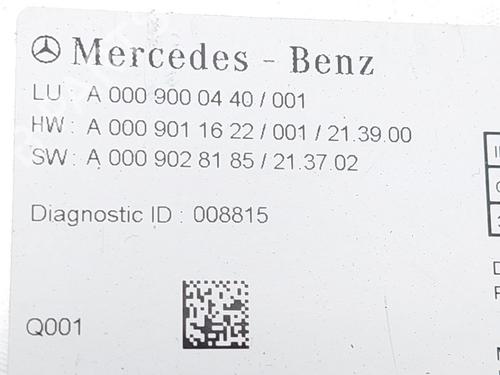 Mercedes - Benz
LU : A 000 900 04 40 / 001
HW : A 000 901 16 22 / 001 / 21.39.00
SW : A 000 902 81 85 / 21.37.02
Diagnostic ID : 008815
Q001